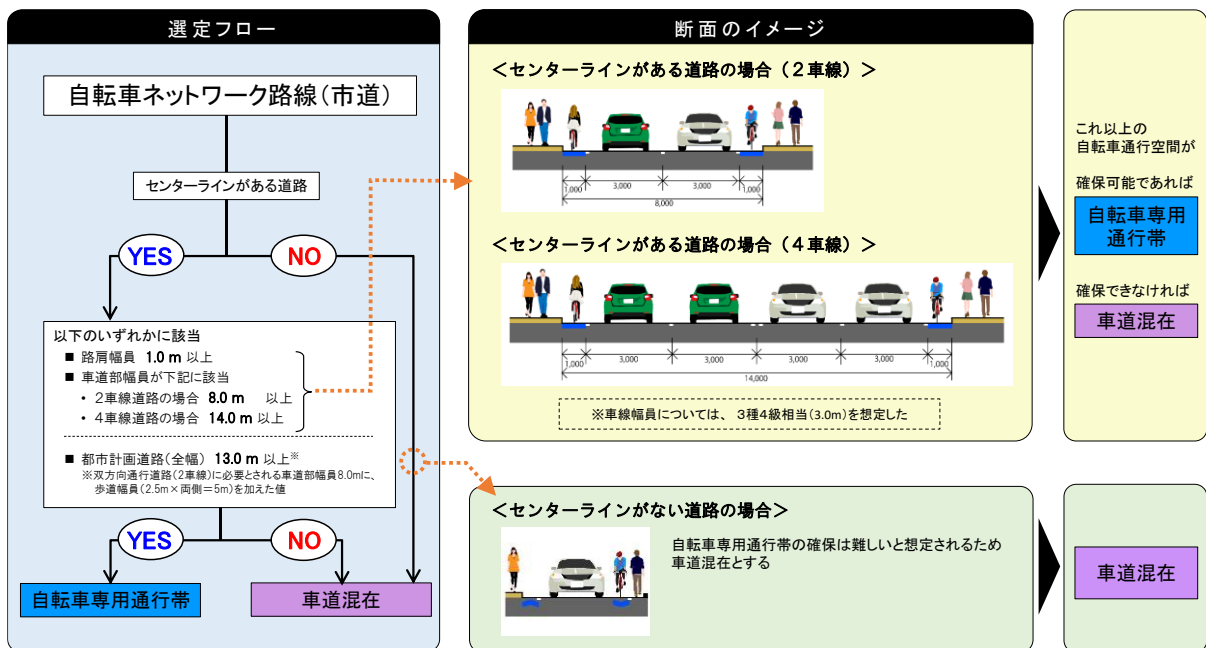 選定フロー
自転車ネットワーク路線(市道)
センターラインがある道路
YES
NO
以下のいずれかに該当
■ 路肩幅員 1.0 m 以上
■ 車道部幅員が下記に該当
・ 2車線道路の場合 8.0 m 以上
・ 4車線道路の場合 14.0 m 以上
■ 都市計画道路(全幅) 13.0 m 以上※
※双方向通行道路(2車線)に必要とされる車道部幅員8.0mに、
歩道幅員(2.5m×両側=5m)を加えた値
YES
NO
自転車専用通行帯
車道混在
断面のイメージ
<センターラインがある道路の場合(2車線)>
1,000
3,000
3,000
1,000
8,000
<センターラインがある道路の場合(4車線)>
1,000
3,000
3,000
3,000
3,000
1,000
14,000
※車線幅員については、3種4級相当(3.0m)を想定した
これ以上の
自転車通行空間が
確保可能であれば
自転車専用
通行帯
確保できなければ
車道混在
<センターラインがない道路の場合>
自転車専用通行帯の確保は難しいと想定されるため
車道混在とする
車道混在